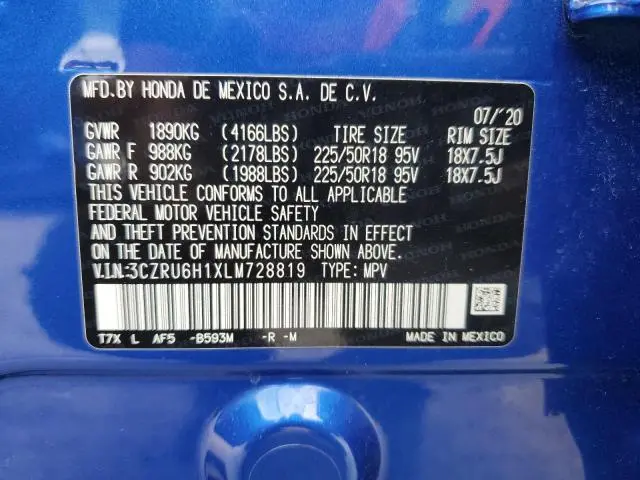 MFD.BY HONDA DE MEXICO S.A. DE C.V.
07/'20
GVWR 1890KG (4166LBS) TIRE SIZE RIM SIZE
GAWR F 988KG (2178LBS) 225/50R18 95V 18X7.5J
GAWR R 902KG (1988LBS) 225/50R18 95V 18X7.5J
THIS VEHICLE CONFORMS TO ALL APPLICABLE
FEDERAL MOTOR VEHICLE SAFETY
AND THEFT PREVENTION STANDARDS IN EFFECT
ON THE DATE OF MANUFACTURE SHOWN ABOVE.
V.I.N.:3CZRU6H1XLM728819 TYPE: MPV
T7X L AF5 -B593M -R -M MADE IN MEXICO